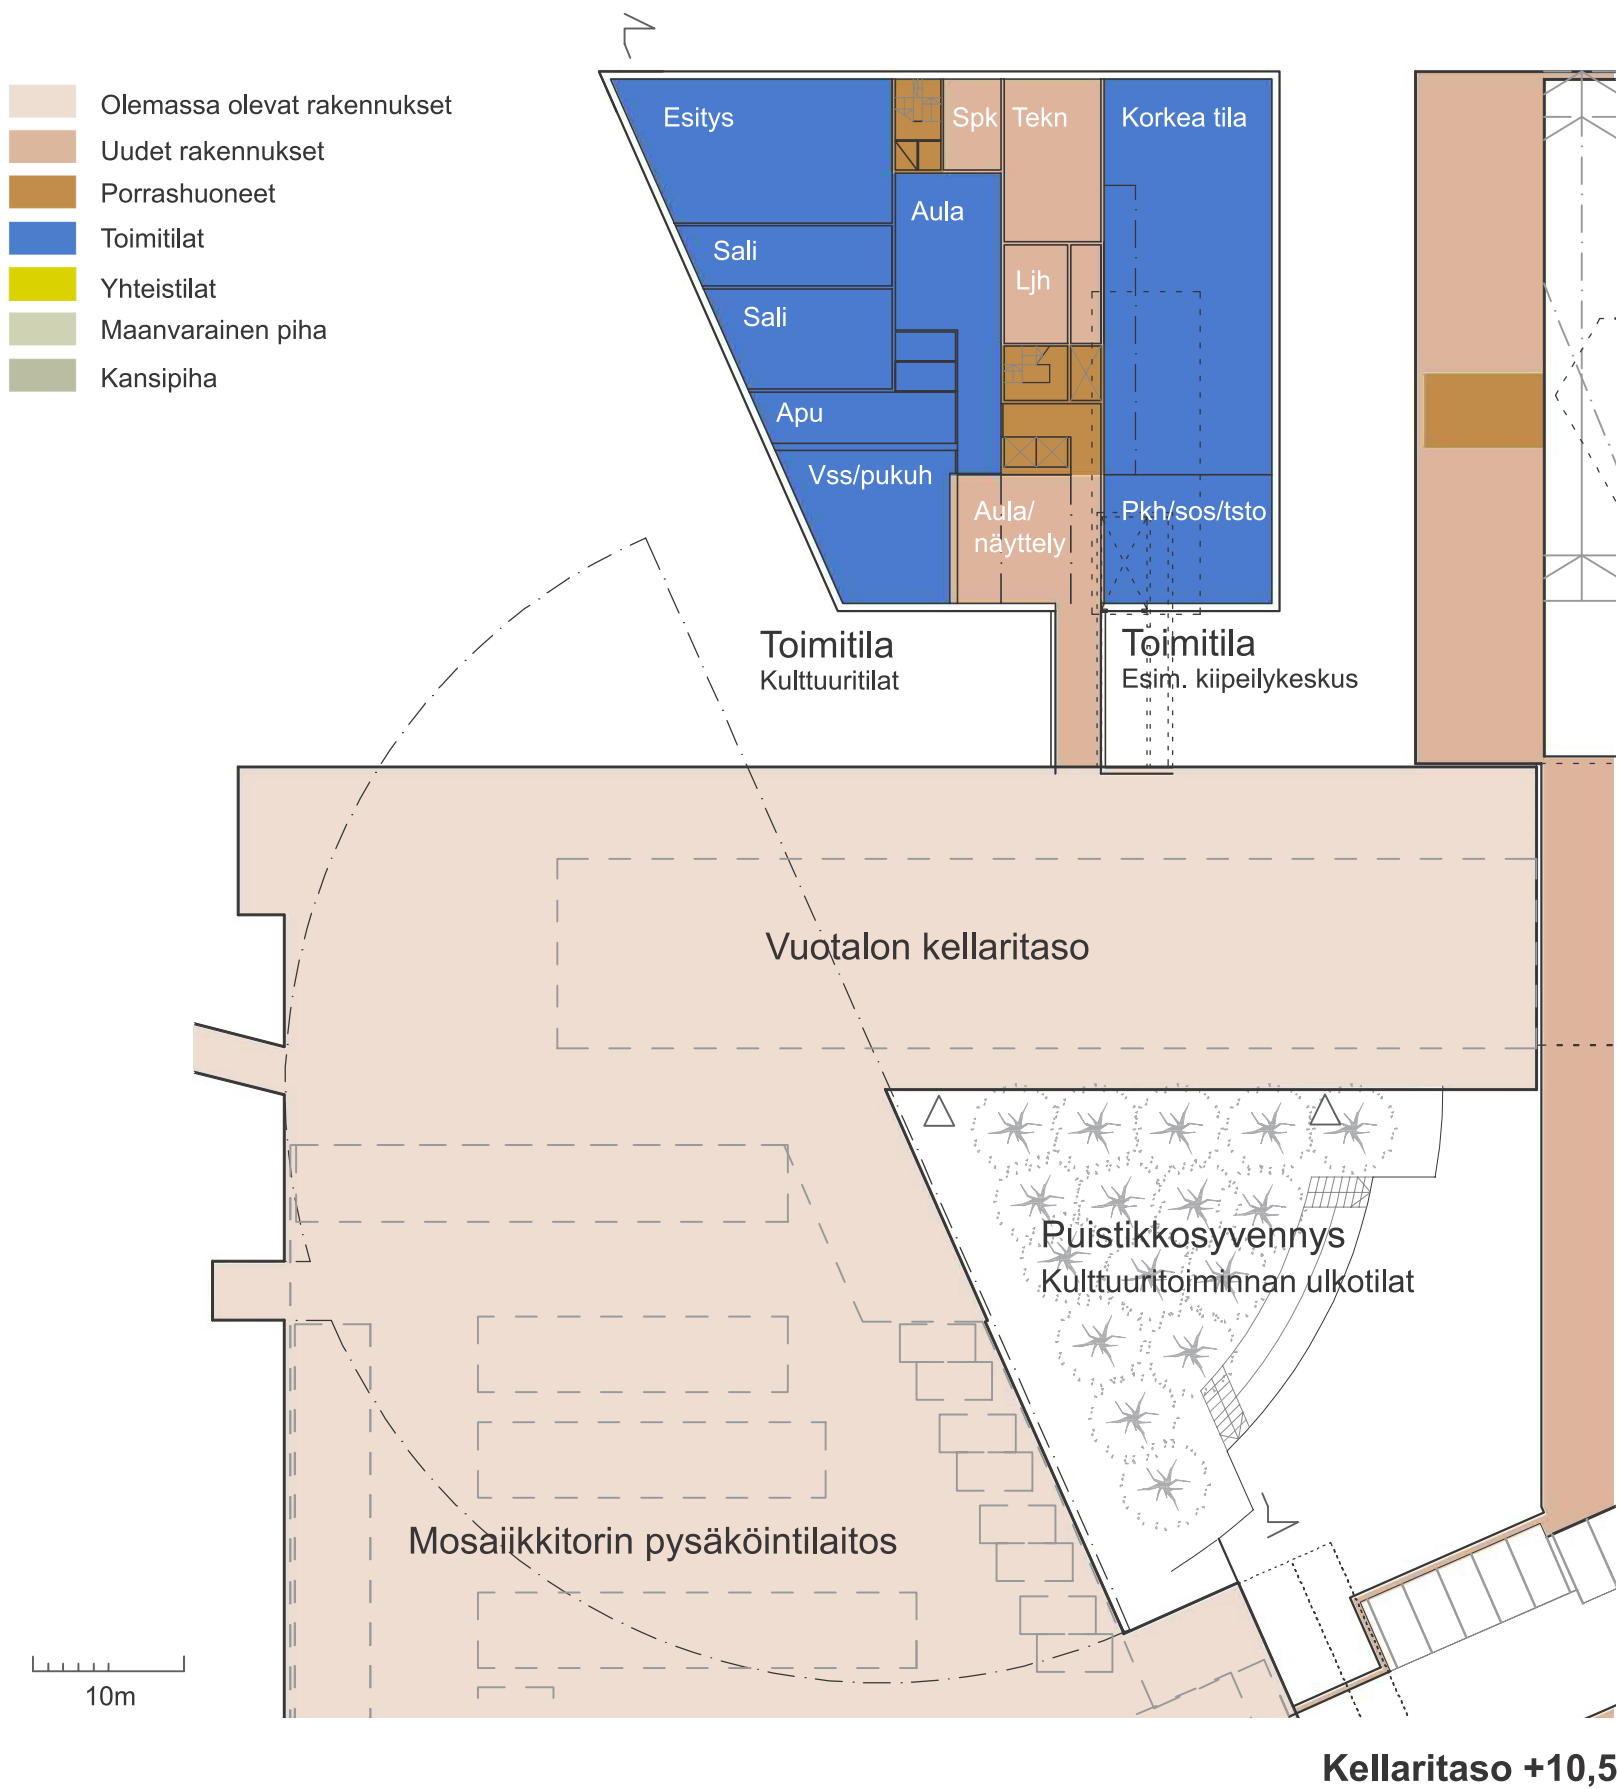 Olemassa olevat rakennukset
Uudet rakennukset
Porrashuoneet
Toimitilat
Yhteistilat
Maanvarainen piha
Kansipiha
Esitys
Spk
Tekn
Korkea tila
Aula
Sali
Ljh
Sali
Apu
Vss/pukuh
Aula/
näyttely
Pkh/sos/tsto
Toimitila
Kulttuuritilat
Toimitila
Esim. kiipeilykeskus
Vuotalon kellaritaso
Puistikkosyvennys
Kulttuuritoiminnan ulkotilat
Mosaiikkitorin pysäköintilaitos
10m
Kellaritaso +10,5